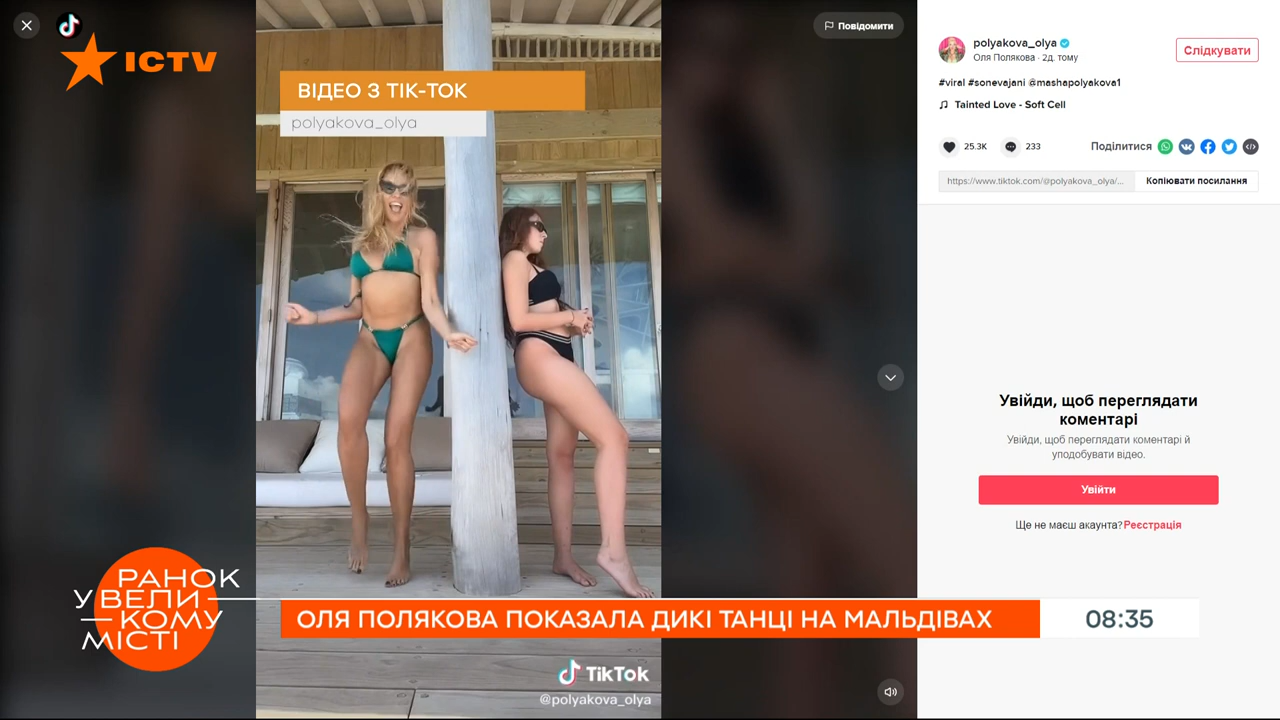 Повідомити
ICTV
ВІДЕО З ТІК-ТОК
polyakova_olya
polyakova_olya
Оля Полякова · 2д. тому
Слідкувати
#viral #sonevajani @mashapolyakova1
Tainted Love - Soft Cell
25.3K
233
Поділитися
https://www.tiktok.com/@polyakova_olya/...
Копіювати посилання
Увійди, щоб переглядати
коментарі
Увійди, щоб переглядати коментарі й
уподобувати відео.
Увійти
Ще не маєш акаунта? Реєстрація
РАНОК
У ВЕЛИ-
КОМУ
МІСТІ
ОЛЯ ПОЛЯКОВА ПОКАЗАЛА ДИКІ ТАНЦІ НА МАЛЬДІВАХ
08:35
TikTok
@polyakova_olya